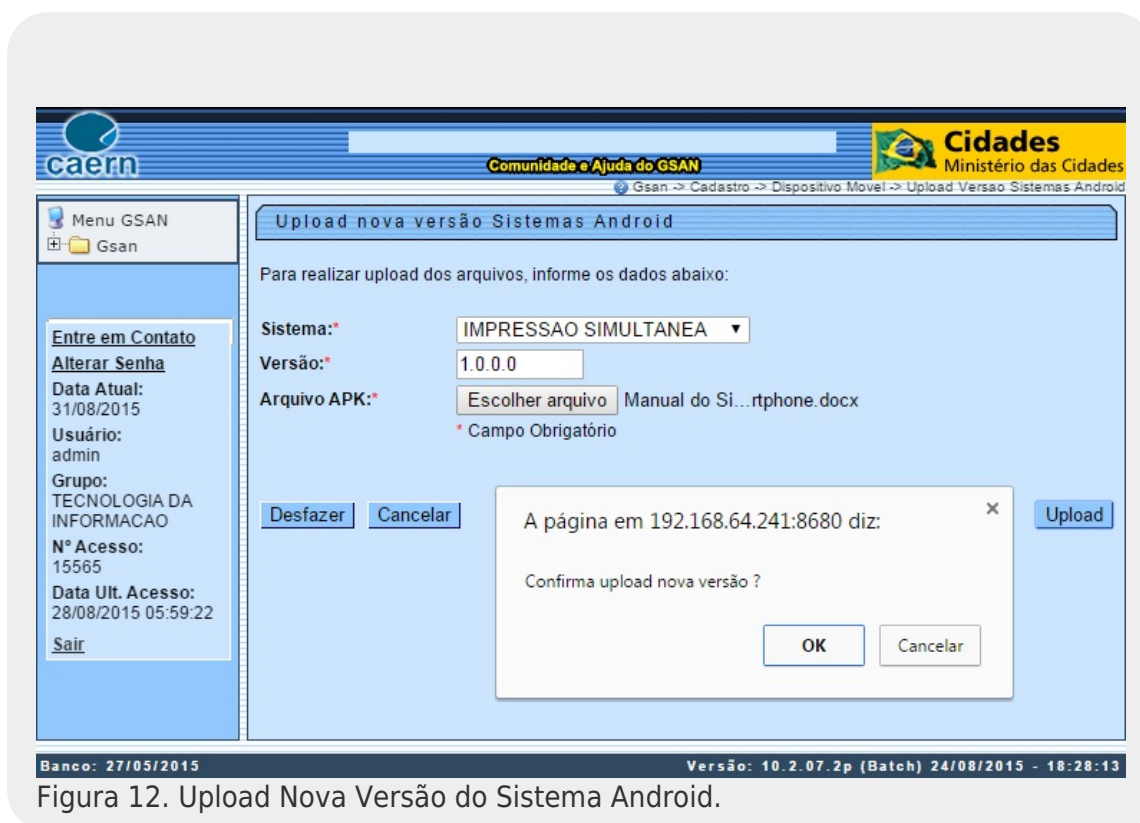 caern
Comunidade e Ajuda do GSAN
Cidades
Ministério das Cidades
Gsan -> Cadastro -> Dispositivo Movel -> Upload Versao Sistemas Android
Menu GSAN
Gsan
Entre em Contato
Alterar Senha
Data Atual:
31/08/2015
Usuário:
admin
Grupo:
TECNOLOGIA DA
INFORMACAO
Nº Acesso:
15565
Data Ult. Acesso:
28/08/2015 05:59:22
Sair
Upload nova versão Sistemas Android
Para realizar upload dos arquivos, informe os dados abaixo:
Sistema:* IMPRESSAO SIMULTANEA
Versão:* 1.0.0.0
Arquivo APK:* Escolher arquivo Manual do Si...rtphone.docx
* Campo Obrigatório
Desfazer Cancelar Upload
A página em 192.168.64.241:8680 diz:
Confirma upload nova versão ?
OK Cancelar
Banco: 27/05/2015 Versão: 10.2.07.2p (Batch) 24/08/2015 - 18:28:13
Figura 12. Upload Nova Versão do Sistema Android.